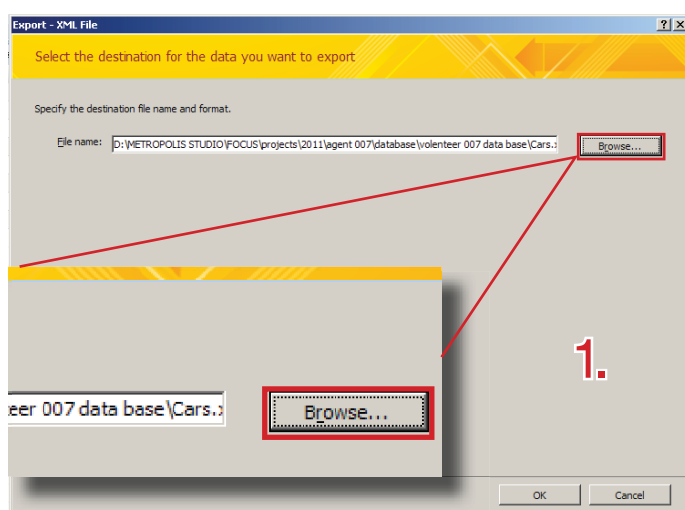 Export - XML File
Select the destination for the data you want to export
Specify the destination file name and format.
File name: D:\METROPOLIS STUDIO\FOCUS\projects\2011\agent 007\database\volenteer 007 data base\Cars.x Browse...
eer 007 data base\Cars.x Browse...
1.
OK Cancel